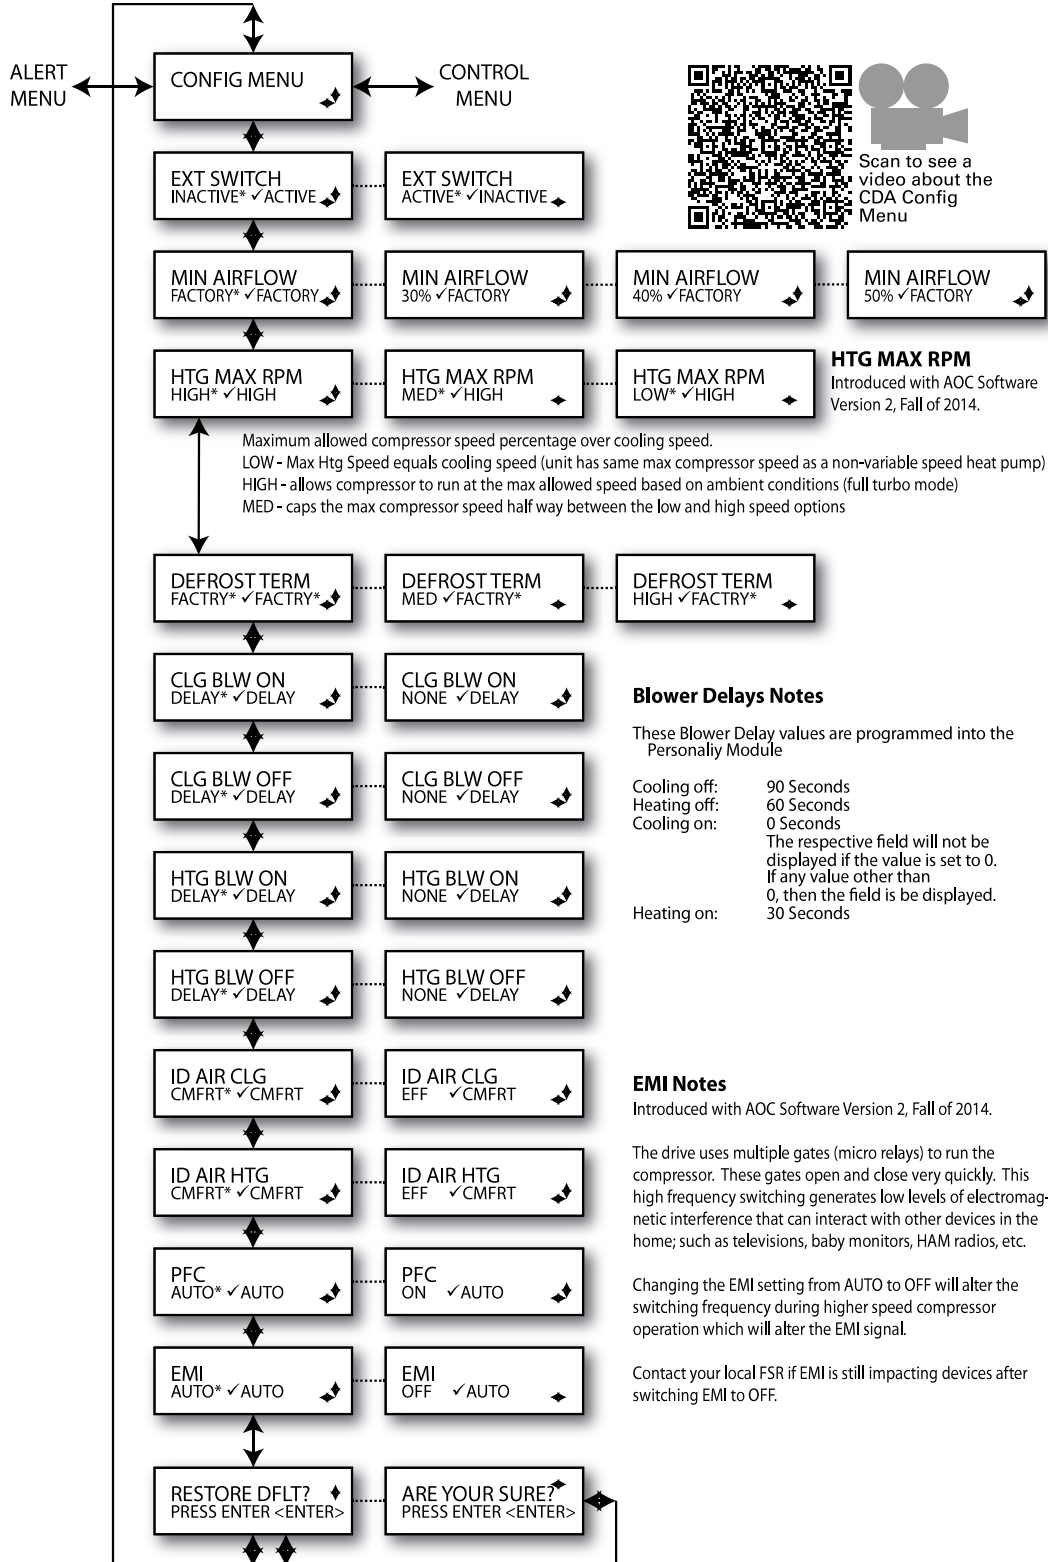 ALERT
MENU
CONFIG MENU
CONTROL
MENU
Scan to see a
video about the
CDA Config
Menu
EXT SWITCH
INACTIVE* ✓ACTIVE
EXT SWITCH
ACTIVE* ✓INACTIVE
MIN AIRFLOW
FACTORY* ✓FACTORY
MIN AIRFLOW
30% ✓FACTORY
MIN AIRFLOW
40% ✓FACTORY
MIN AIRFLOW
50% ✓FACTORY
HTG MAX RPM
HIGH* ✓HIGH
HTG MAX RPM
MED* ✓HIGH
HTG MAX RPM
LOW* ✓HIGH
HTG MAX RPM
Introduced with AOC Software
Version 2, Fall of 2014.
Maximum allowed compressor speed percentage over cooling speed.
LOW - Max Htg Speed equals cooling speed (unit has same max compressor speed as a non-variable speed heat pump)
HIGH - allows compressor to run at the max allowed speed based on ambient conditions (full turbo mode)
MED - caps the max compressor speed half way between the low and high speed options
DEFROST TERM
FACTRY* ✓FACTRY*
DEFROST TERM
MED ✓FACTRY*
DEFROST TERM
HIGH ✓FACTRY*
CLG BLW ON
DELAY* ✓DELAY
CLG BLW ON
NONE ✓DELAY
CLG BLW OFF
DELAY* ✓DELAY
CLG BLW OFF
NONE ✓DELAY
HTG BLW ON
DELAY* ✓DELAY
HTG BLW ON
NONE ✓DELAY
HTG BLW OFF
DELAY* ✓DELAY
HTG BLW OFF
NONE ✓DELAY
Blower Delays Notes
These Blower Delay values are programmed into the
Personaliy Module
Cooling off: 90 Seconds
Heating off: 60 Seconds
Cooling on: 0 Seconds
The respective field will not be
displayed if the value is set to 0.
If any value other than
0, then the field is be displayed.
Heating on: 30 Seconds
ID AIR CLG
CMFRT* ✓CMFRT
ID AIR CLG
EFF ✓CMFRT
ID AIR HTG
CMFRT* ✓CMFRT
ID AIR HTG
EFF ✓CMFRT
PFC
AUTO* ✓AUTO
PFC
ON ✓AUTO
EMI
AUTO* ✓AUTO
EMI
OFF ✓AUTO
EMI Notes
Introduced with AOC Software Version 2, Fall of 2014.
The drive uses multiple gates (micro relays) to run the
compressor. These gates open and close very quickly. This
high frequency switching generates low levels of electromag-
netic interference that can interact with other devices in the
home; such as televisions, baby monitors, HAM radios, etc.
Changing the EMI setting from AUTO to OFF will alter the
switching frequency during higher speed compressor
operation which will alter the EMI signal.
Contact your local FSR if EMI is still impacting devices after
switching EMI to OFF.
RESTORE DFLT?
PRESS ENTER <ENTER>
ARE YOUR SURE?
PRESS ENTER <ENTER>